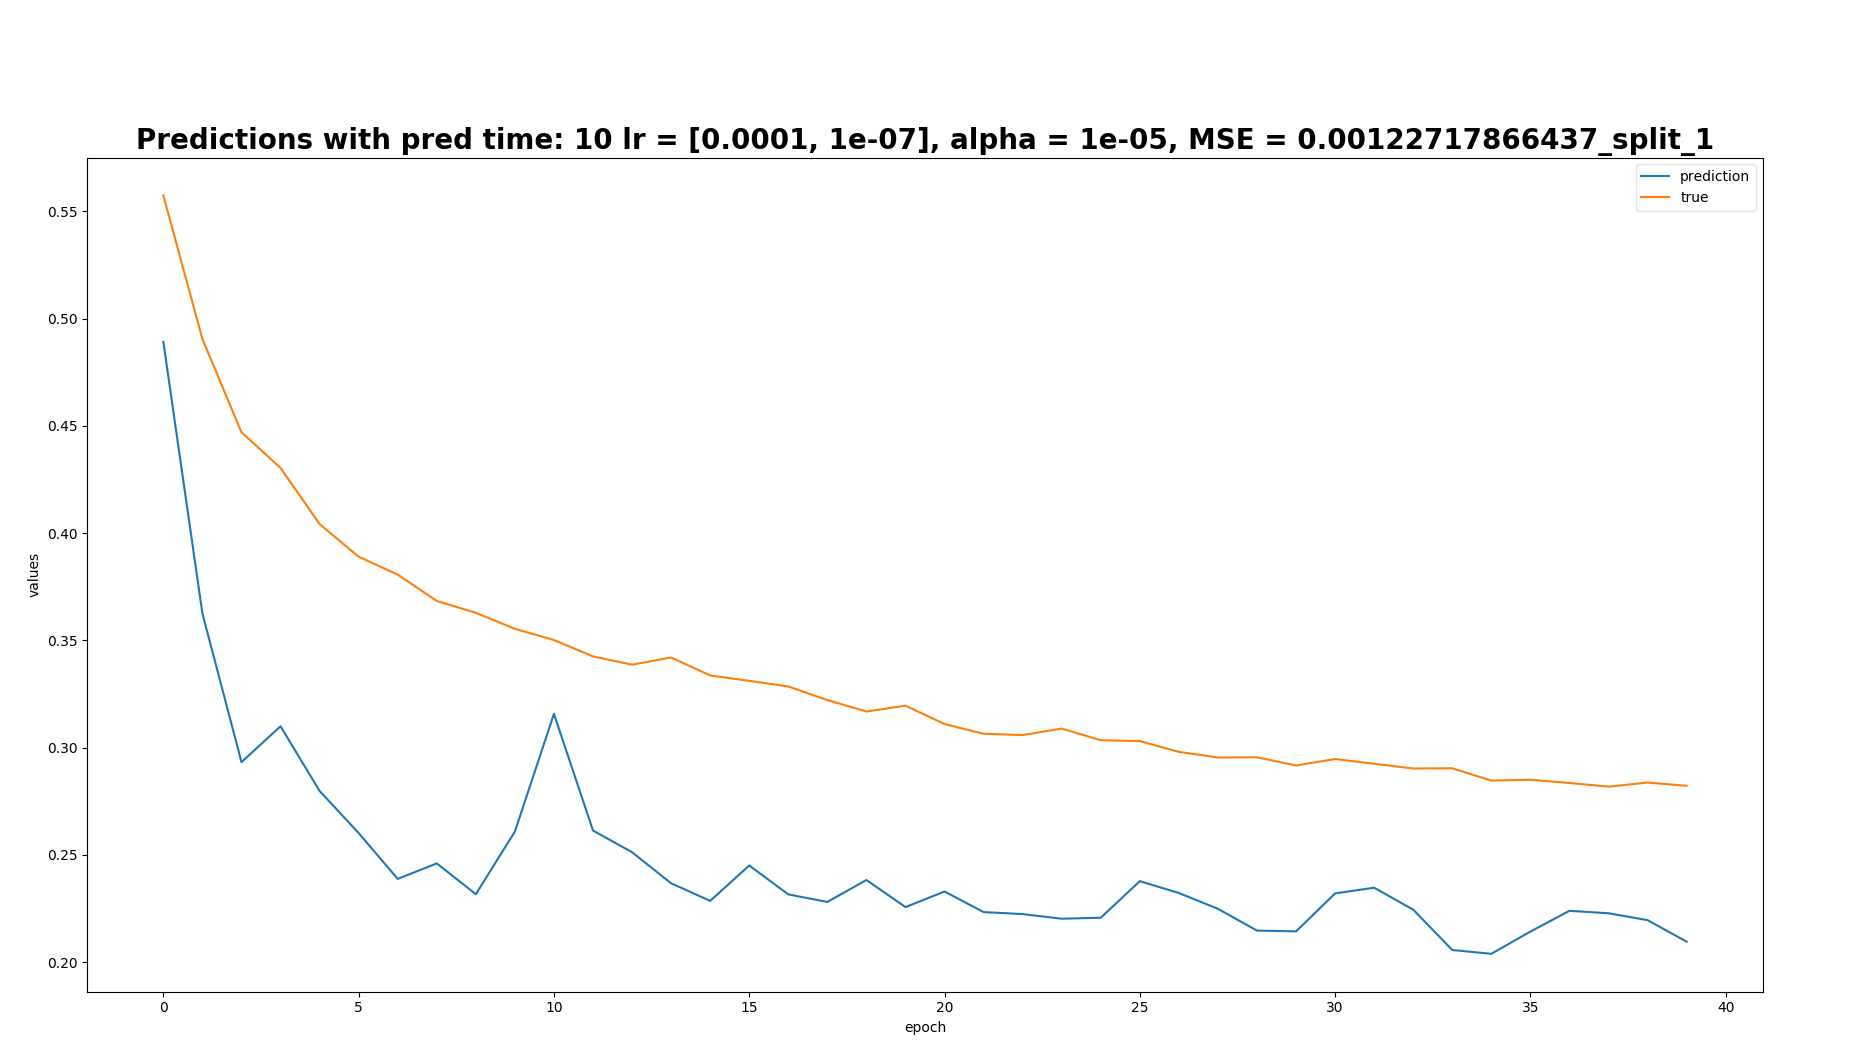 Predictions with pred time: 10 lr = [0.0001, 1e-07], alpha = 1e-05, MSE = 0.00122717866437_split_1
prediction
true
0.55
0.50
0.45
0.40
0.35
0.30
0.25
0.20
values
0 5 10 15 20 25 30 35 40
epoch